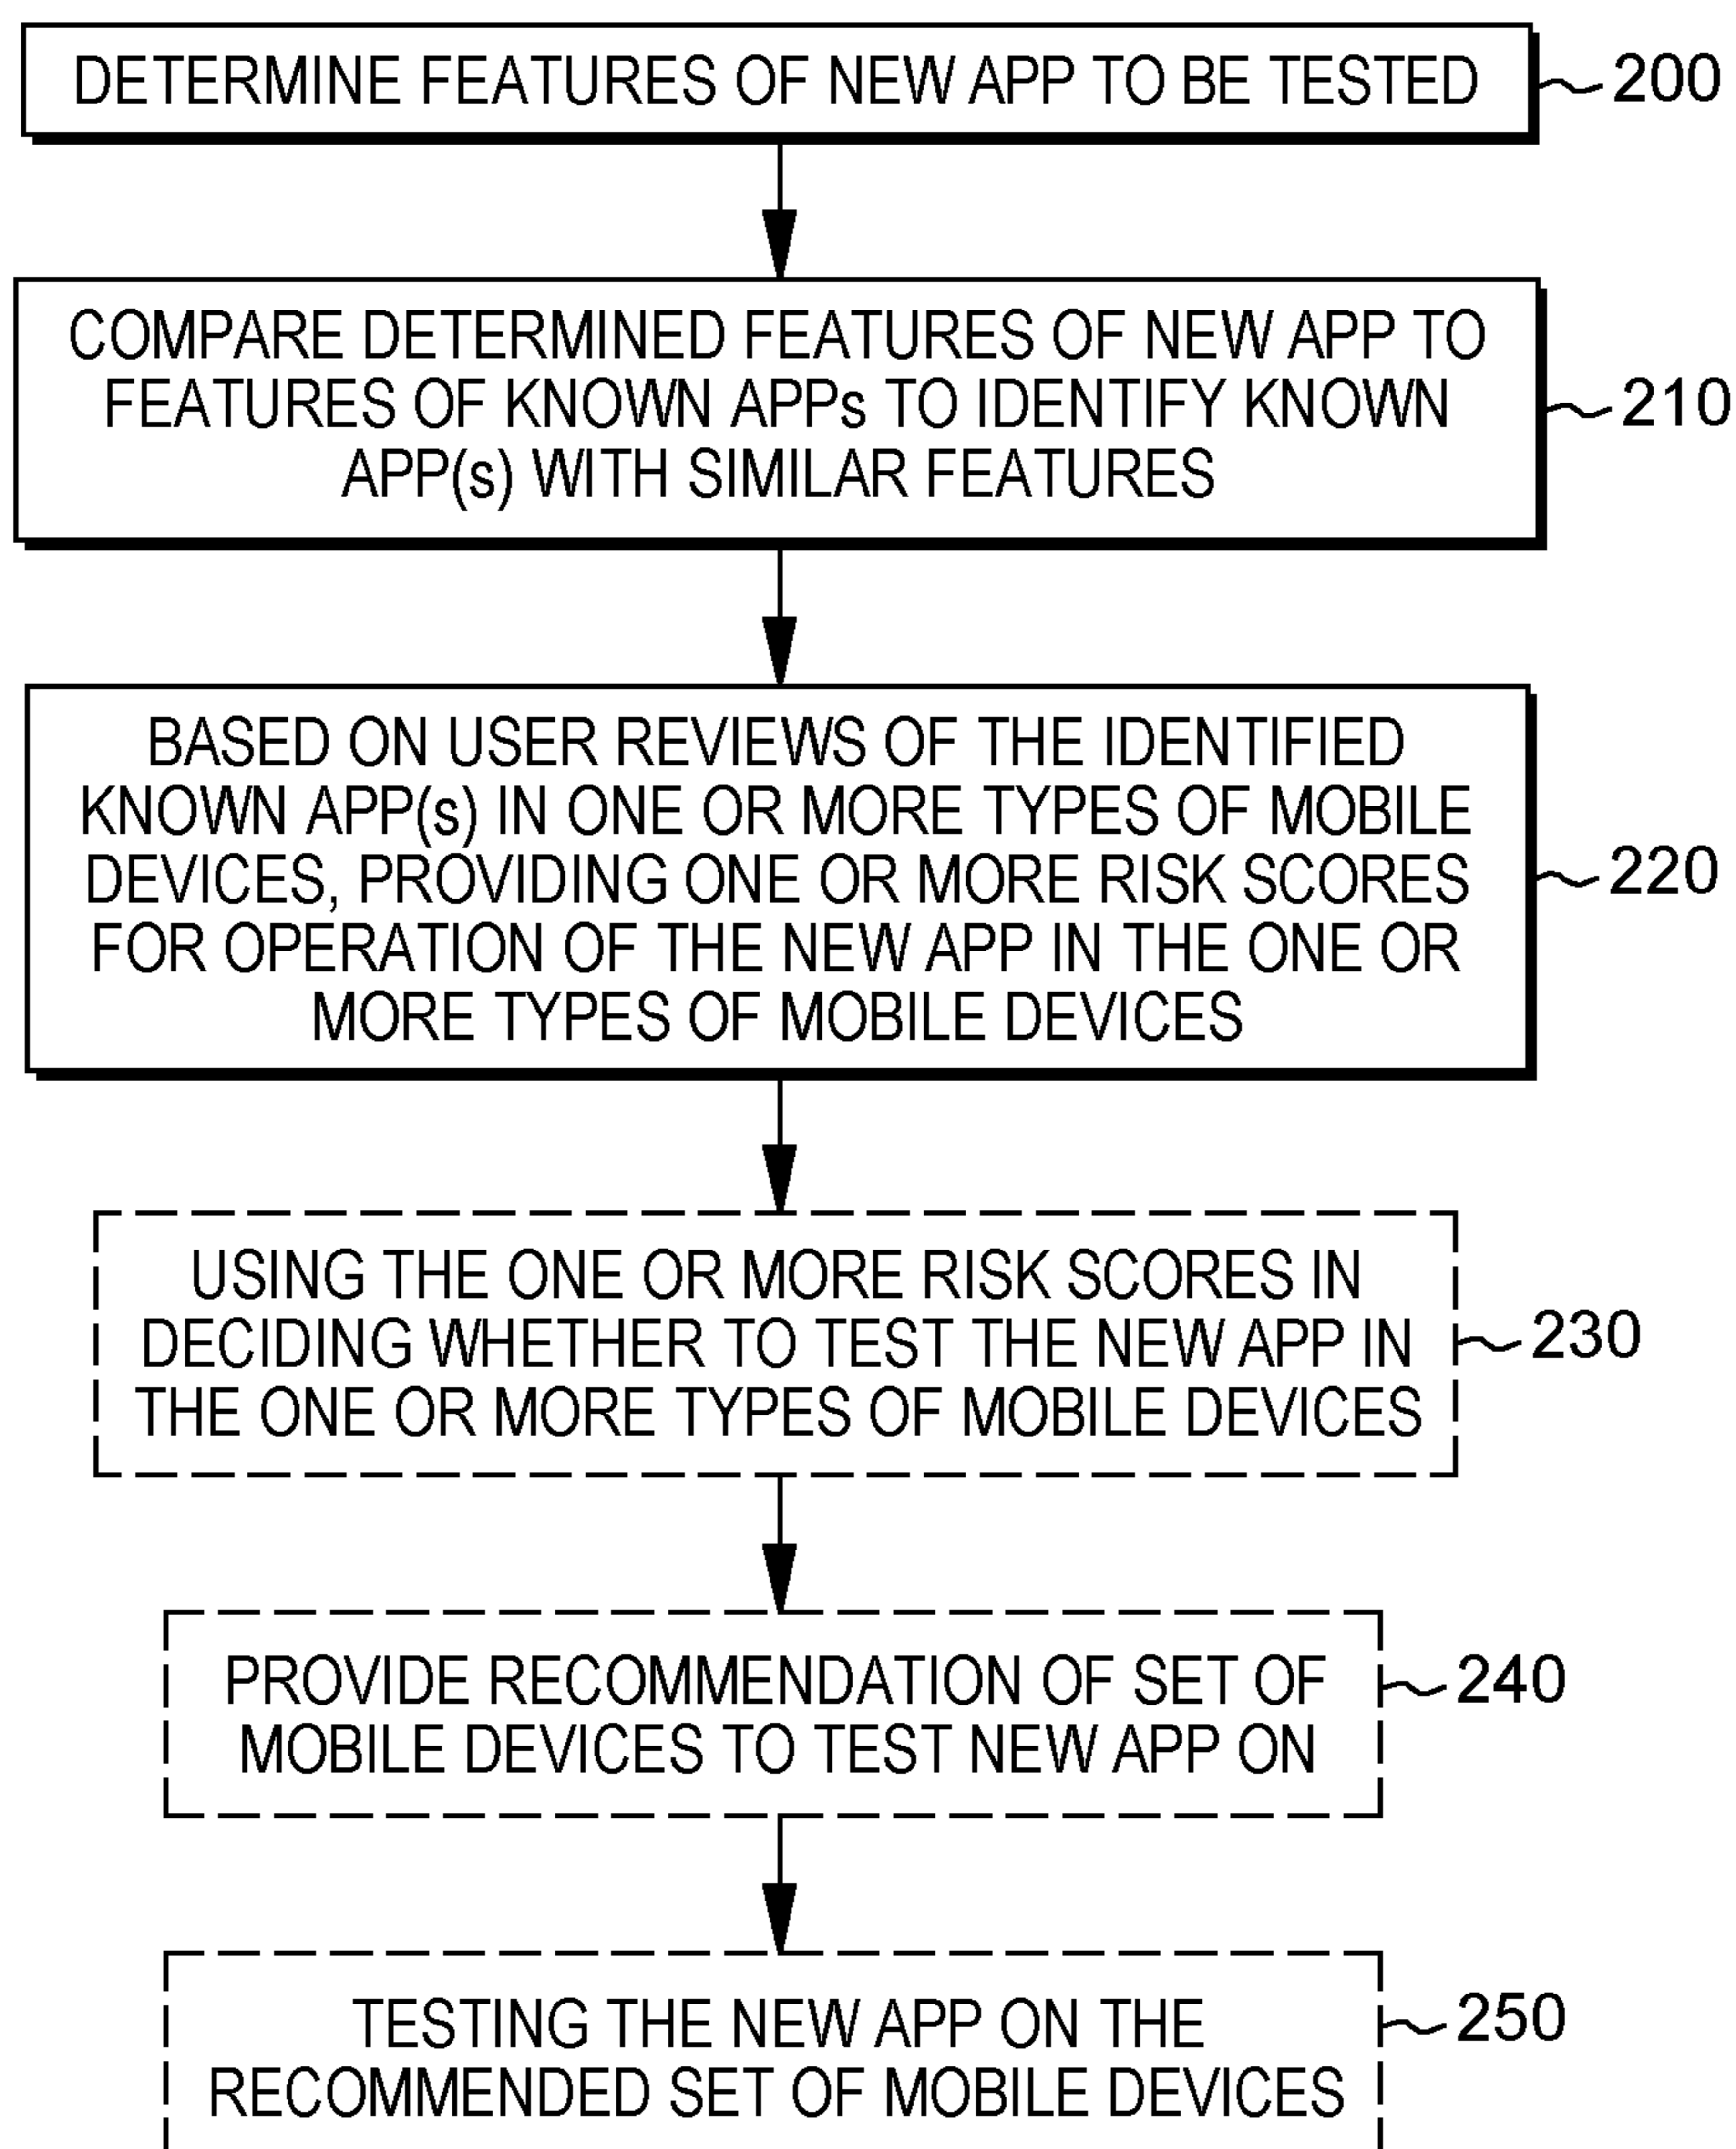 DETERMINE FEATURES OF NEW APP TO BE TESTED
200
COMPARE DETERMINED FEATURES OF NEW APP TO
FEATURES OF KNOWN APPs TO IDENTIFY KNOWN
APP(s) WITH SIMILAR FEATURES
210
BASED ON USER REVIEWS OF THE IDENTIFIED
KNOWN APP(s) IN ONE OR MORE TYPES OF MOBILE
DEVICES, PROVIDING ONE OR MORE RISK SCORES
FOR OPERATION OF THE NEW APP IN THE ONE OR
MORE TYPES OF MOBILE DEVICES
220
USING THE ONE OR MORE RISK SCORES IN
DECIDING WHETHER TO TEST THE NEW APP IN
THE ONE OR MORE TYPES OF MOBILE DEVICES
230
PROVIDE RECOMMENDATION OF SET OF
MOBILE DEVICES TO TEST NEW APP ON
240
TESTING THE NEW APP ON THE
RECOMMENDED SET OF MOBILE DEVICES
250